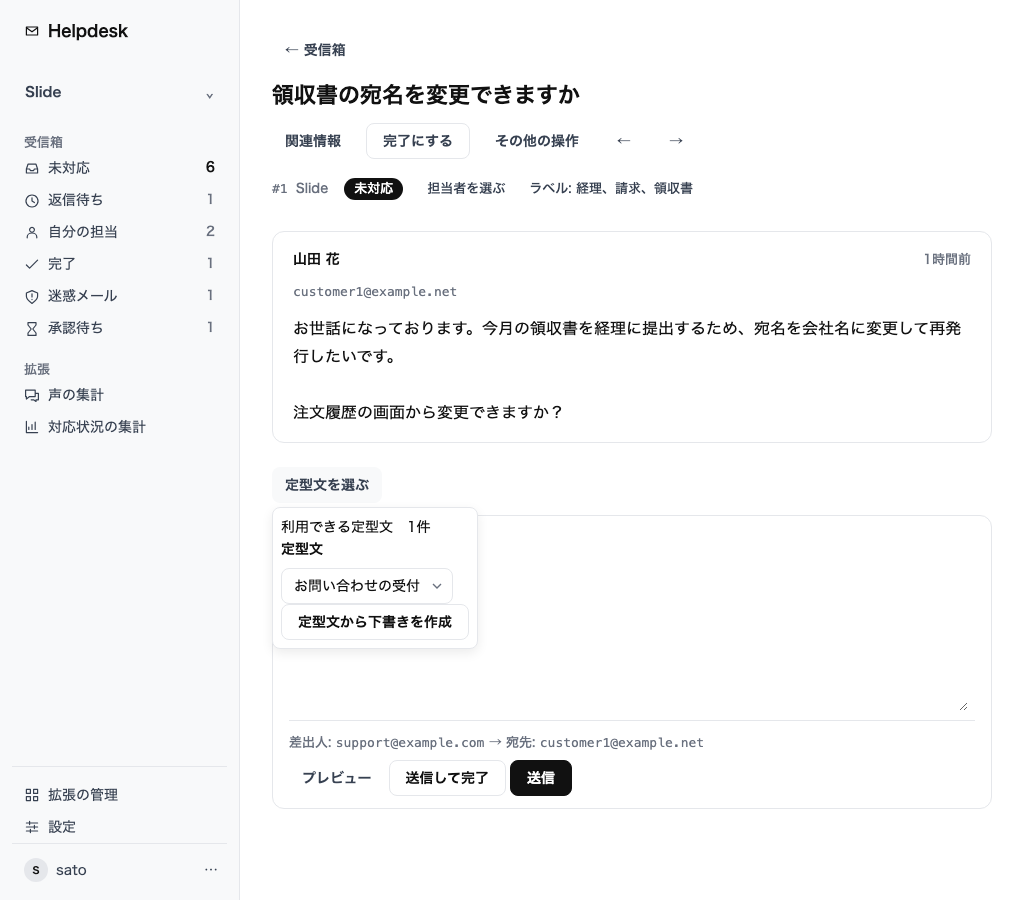 Helpdesk
Slide
受信箱
未対応 6
返信待ち 1
自分の担当 2
完了 1
迷惑メール 1
承認待ち 1
拡張
声の集計
対応状況の集計
拡張の管理
設定
S sato ...
← 受信箱
領収書の宛名を変更できますか
関連情報 完了にする その他の操作 ← →
#1 Slide 未対応 担当者を選ぶ ラベル: 経理、請求、領収書
山田 花 1時間前
customer1@example.net
お世話になっております。今月の領収書を経理に提出するため、宛名を会社名に変更して再発
行したいです。
注文履歴の画面から変更できますか？
定型文を選ぶ
利用できる定型文 1件
定型文
お問い合わせの受付
定型文から下書きを作成
差出人: support@example.com → 宛先: customer1@example.net
プレビュー 送信して完了 送信